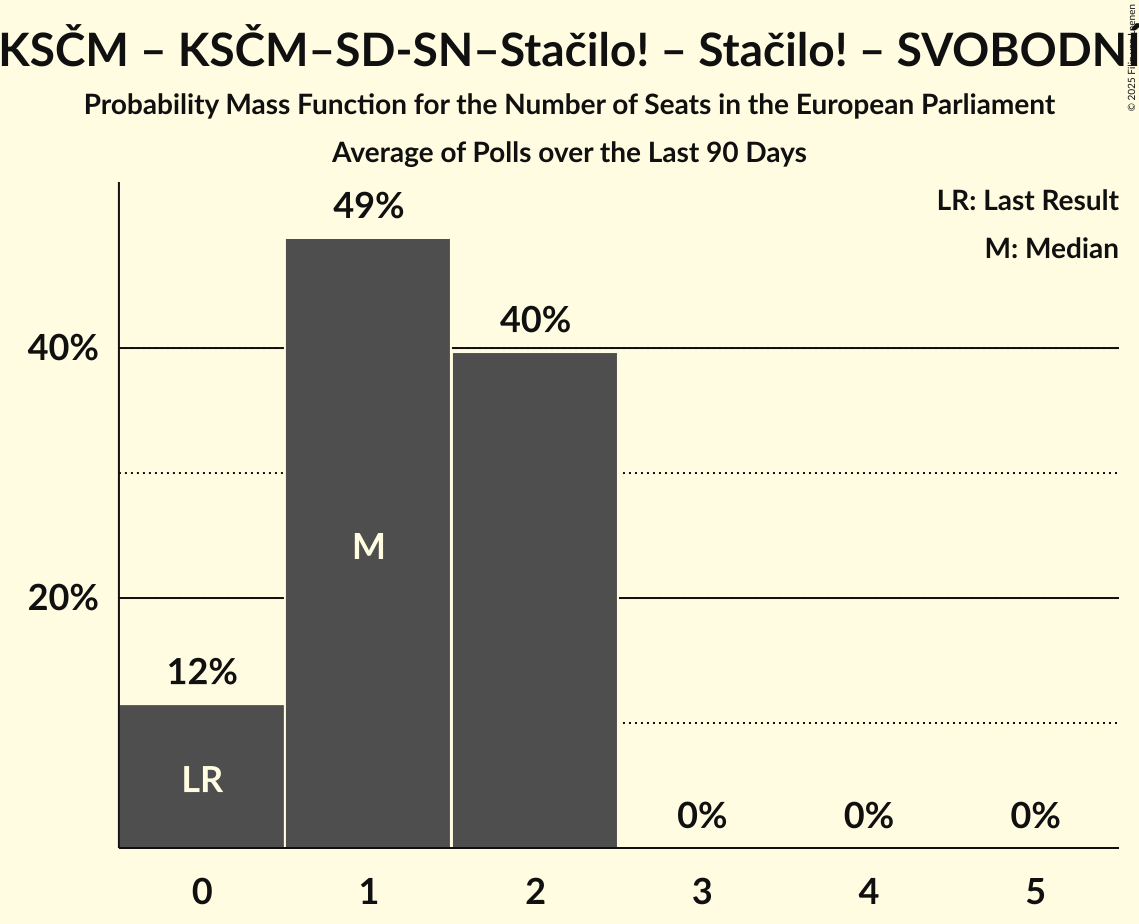 KSČM – KSČM–SD-SN–Stačilo! – Stačilo! – SVOBODNÍ
Probability Mass Function for the Number of Seats in the European Parliament
Average of Polls over the Last 90 Days
© 2025
LR: Last Result
M: Median
49%
40%
40%
M
20%
12%
LR
0% 0% 0%
0 1 2 3 4 5